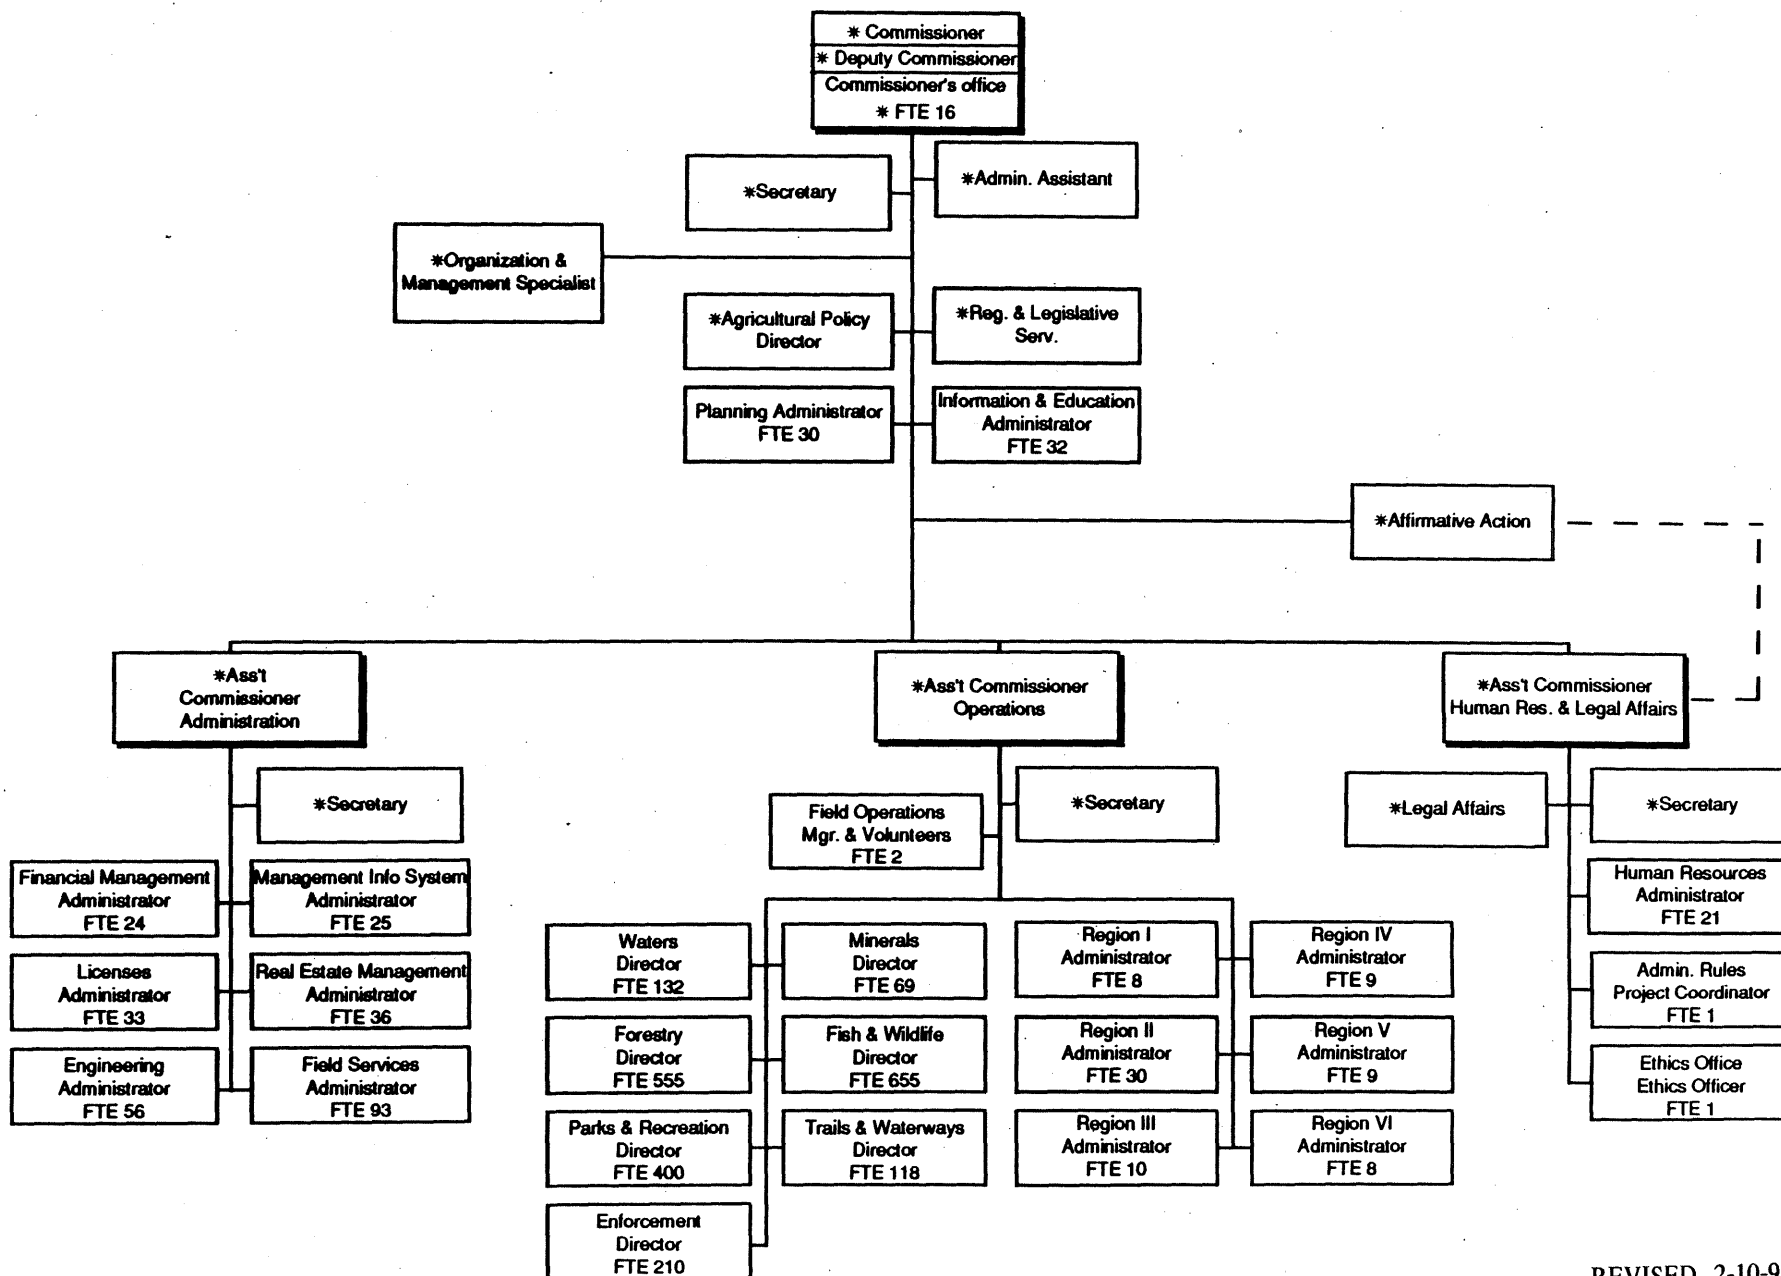 * Commissioner
* Deputy Commissioner
Commissioner's office
* FTE 16
*Secretary
*Admin. Assistant
*Organization &
Management Specialist
*Agricultural Policy
Director
*Reg. & Legislative
Serv.
Planning Administrator
FTE 30
Information & Education
Administrator
FTE 32
*Affirmative Action
*Ass't
Commissioner
Administration
*Ass't Commissioner
Operations
*Ass't Commissioner
Human Res. & Legal Affairs
*Secretary
Financial Management
Administrator
FTE 24
Management Info System
Administrator
FTE 25
Licenses
Administrator
FTE 33
Real Estate Management
Administrator
FTE 36
Engineering
Administrator
FTE 56
Field Services
Administrator
FTE 93
Field Operations
Mgr. & Volunteers
FTE 2
*Secretary
Waters
Director
FTE 132
Minerals
Director
FTE 69
Forestry
Director
FTE 555
Fish & Wildlife
Director
FTE 655
Parks & Recreation
Director
FTE 400
Trails & Waterways
Director
FTE 118
Enforcement
Director
FTE 210
Region I
Administrator
FTE 8
Region IV
Administrator
FTE 9
Region II
Administrator
FTE 30
Region V
Administrator
FTE 9
Region III
Administrator
FTE 10
Region VI
Administrator
FTE 8
*Legal Affairs
*Secretary
Human Resources
Administrator
FTE 21
Admin. Rules
Project Coordinator
FTE 1
Ethics Office
Ethics Officer
FTE 1
REVISED 2-10-9